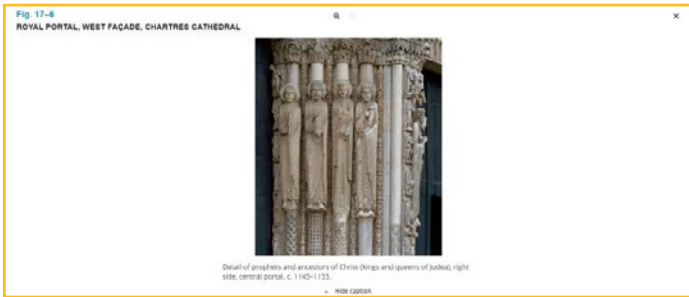 Fig. 17–6
ROYAL PORTAL, WEST FAÇADE, CHARTRES CATHEDRAL
Detail of prophets and ancestors of Christ (kings and queens of Judea), right
side, central portal. c. 1145–1155.
Hide caption